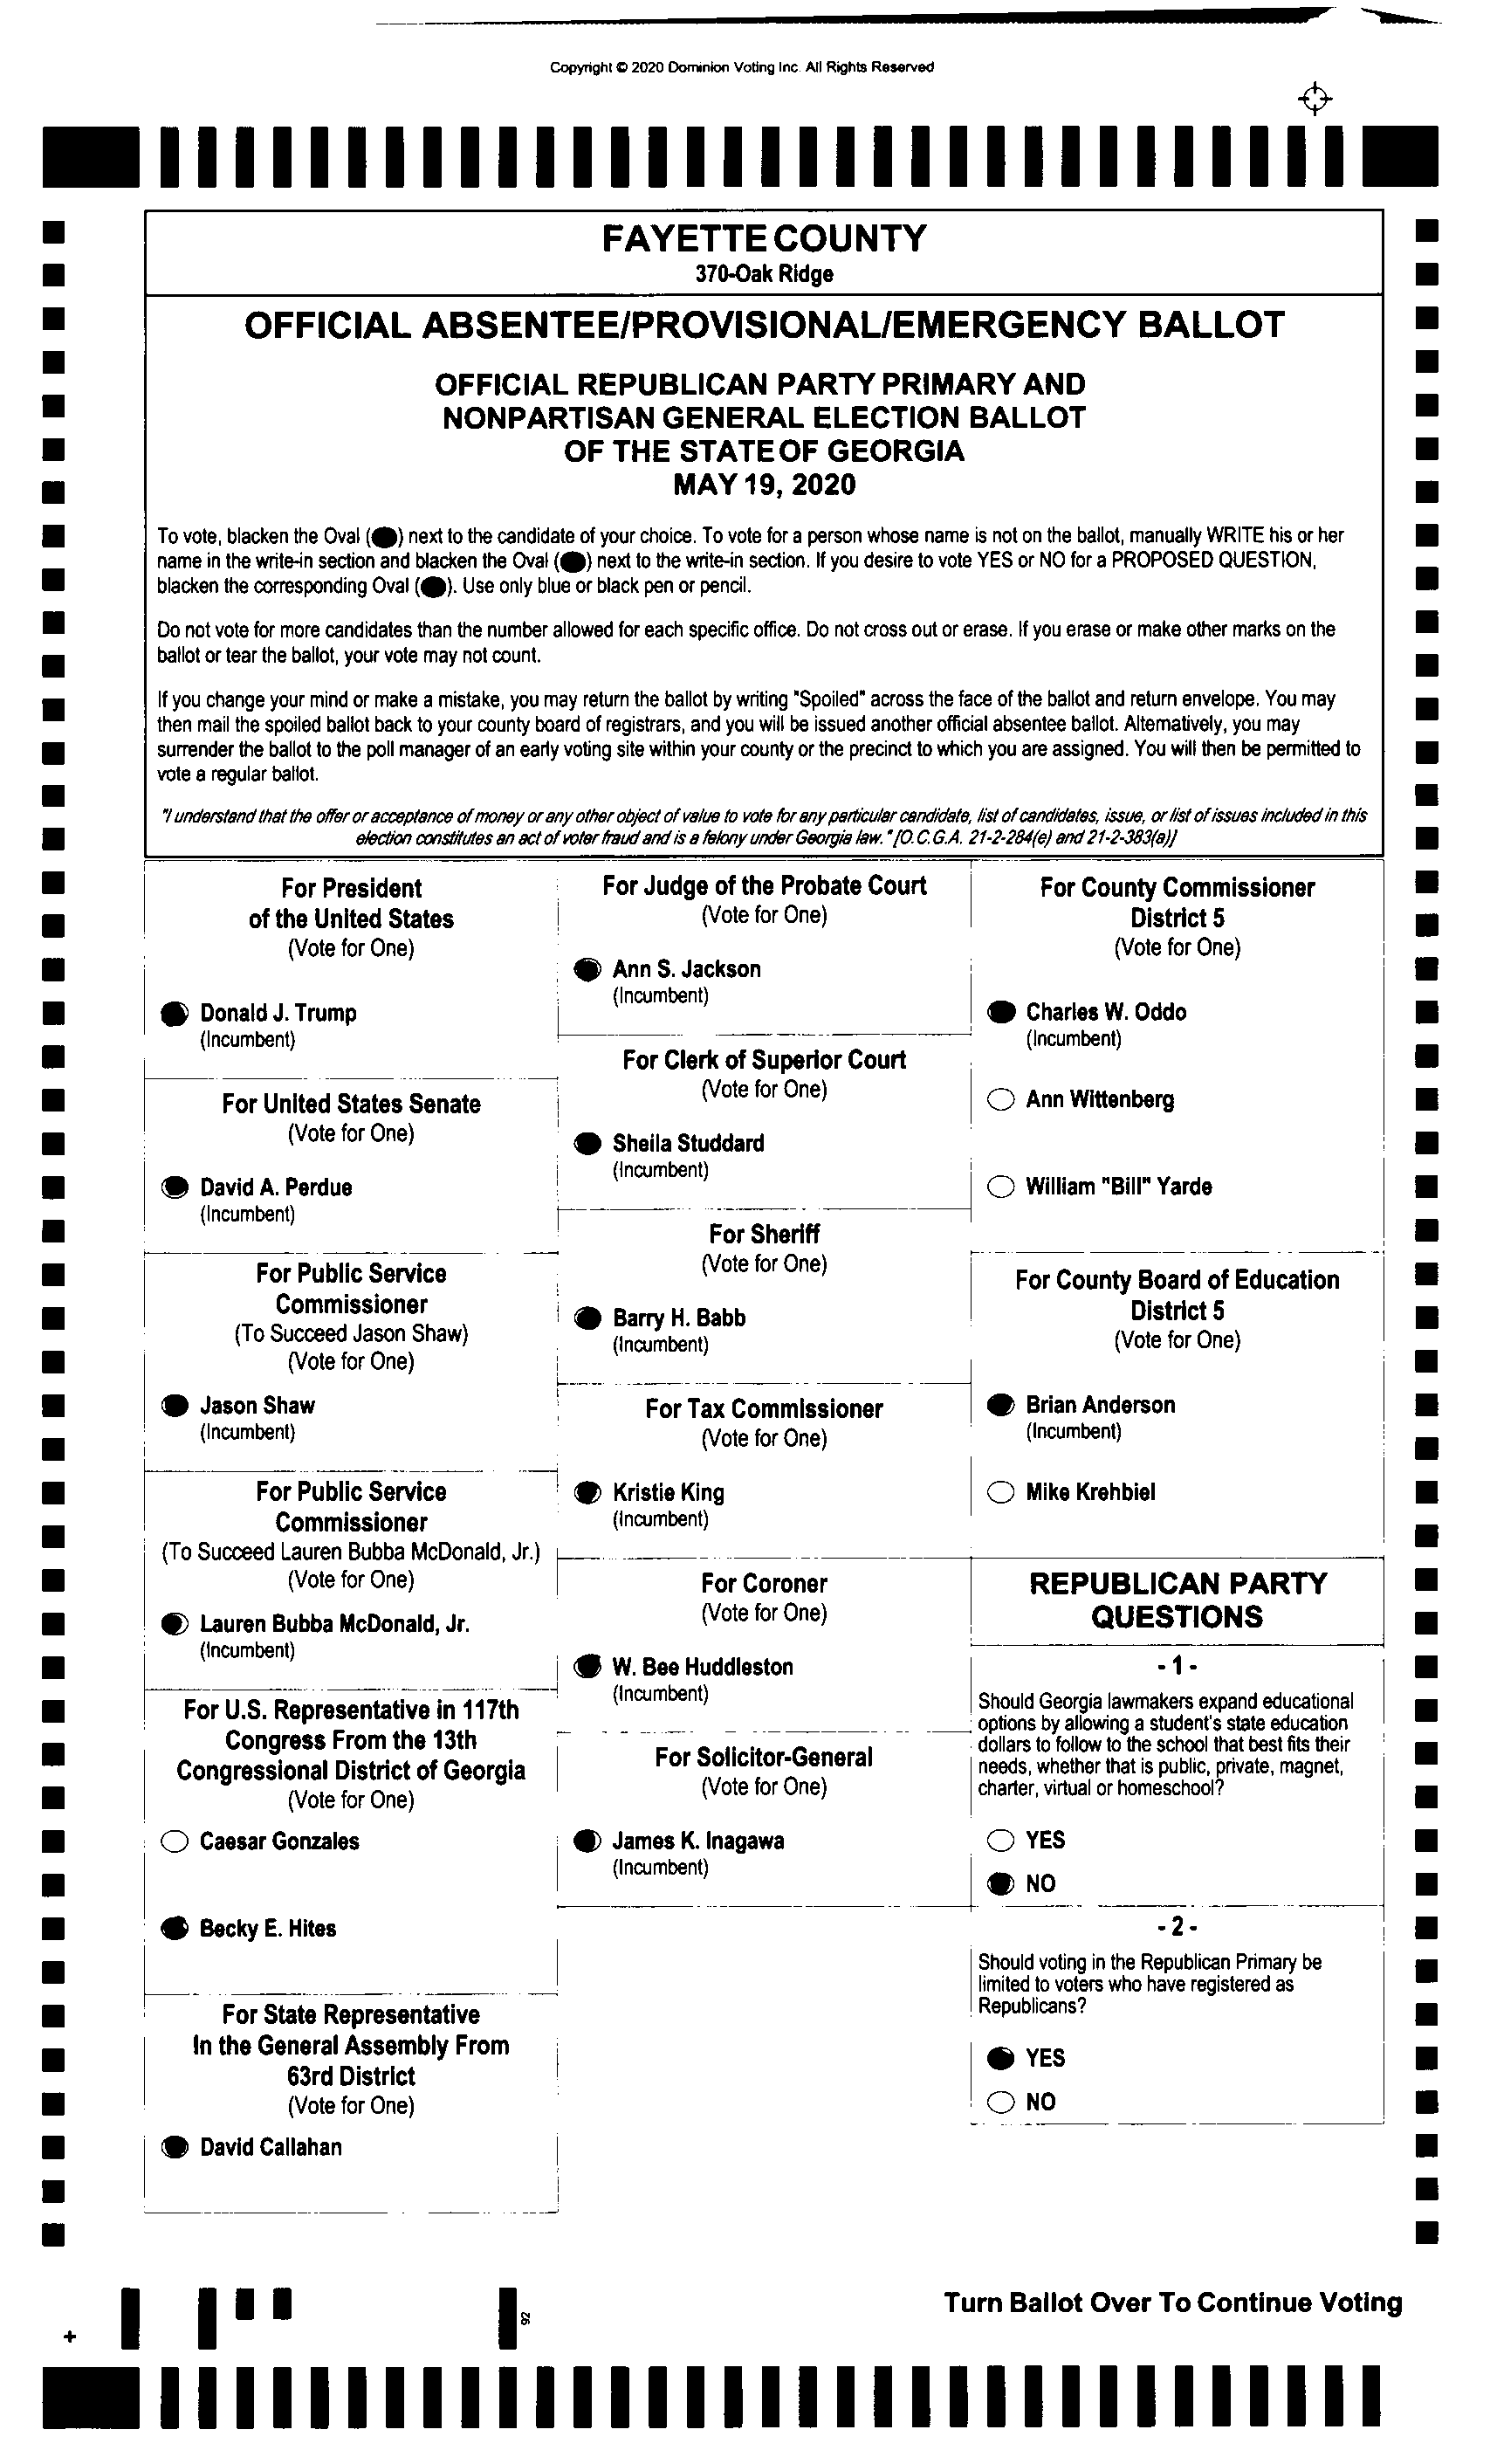 Copyright © 2020 Dominion Voting Inc. All Rights Reserved
FAYETTE COUNTY
370-Oak Ridge
OFFICIAL ABSENTEE/PROVISIONAL/EMERGENCY BALLOT
OFFICIAL REPUBLICAN PARTY PRIMARY AND
NONPARTISAN GENERAL ELECTION BALLOT
OF THE STATE OF GEORGIA
MAY 19, 2020
To vote, blacken the Oval (●) next to the candidate of your choice. To vote for a person whose name is not on the ballot, manually WRITE his or her
name in the write-in section and blacken the Oval (●) next to the write-in section. If you desire to vote YES or NO for a PROPOSED QUESTION,
blacken the corresponding Oval (●). Use only blue or black pen or pencil.
Do not vote for more candidates than the number allowed for each specific office. Do not cross out or erase. If you erase or make other marks on the
ballot or tear the ballot, your vote may not count.
If you change your mind or make a mistake, you may return the ballot by writing "Spoiled" across the face of the ballot and return envelope. You may
then mail the spoiled ballot back to your county board of registrars, and you will be issued another official absentee ballot. Alternatively, you may
surrender the ballot to the poll manager of an early voting site within your county or the precinct to which you are assigned. You will then be permitted to
vote a regular ballot.
"I understand that the offer or acceptance of money or any other object of value to vote for any particular candidate, list of candidates, issue, or list of issues included in this
election constitutes an act of voter fraud and is a felony under Georgia law." [O.C.G.A. 21-2-284(e) and 21-2-383(a)]
For President
of the United States
(Vote for One)
Donald J. Trump
(Incumbent)
For United States Senate
(Vote for One)
David A. Perdue
(Incumbent)
For Public Service
Commissioner
(To Succeed Jason Shaw)
(Vote for One)
Jason Shaw
(Incumbent)
For Public Service
Commissioner
(To Succeed Lauren Bubba McDonald, Jr.)
(Vote for One)
Lauren Bubba McDonald, Jr.
(Incumbent)
For U.S. Representative in 117th
Congress From the 13th
Congressional District of Georgia
(Vote for One)
Caesar Gonzales
Becky E. Hites
For State Representative
In the General Assembly From
63rd District
(Vote for One)
David Callahan
For Judge of the Probate Court
(Vote for One)
Ann S. Jackson
(Incumbent)
For Clerk of Superior Court
(Vote for One)
Sheila Studdard
(Incumbent)
For Sheriff
(Vote for One)
Barry H. Babb
(Incumbent)
For Tax Commissioner
(Vote for One)
Kristie King
(Incumbent)
For Coroner
(Vote for One)
W. Bee Huddleston
(Incumbent)
For Solicitor-General
(Vote for One)
James K. Inagawa
(Incumbent)
For County Commissioner
District 5
(Vote for One)
Charles W. Oddo
(Incumbent)
Ann Wittenberg
William "Bill" Yarde
For County Board of Education
District 5
(Vote for One)
Brian Anderson
(Incumbent)
Mike Krehbiel
REPUBLICAN PARTY
QUESTIONS
- 1 -
Should Georgia lawmakers expand educational
options by allowing a student's state education
dollars to follow to the school that best fits their
needs, whether that is public, private, magnet,
charter, virtual or homeschool?
YES
NO
- 2 -
Should voting in the Republican Primary be
limited to voters who have registered as
Republicans?
YES
NO
92
Turn Ballot Over To Continue Voting
+